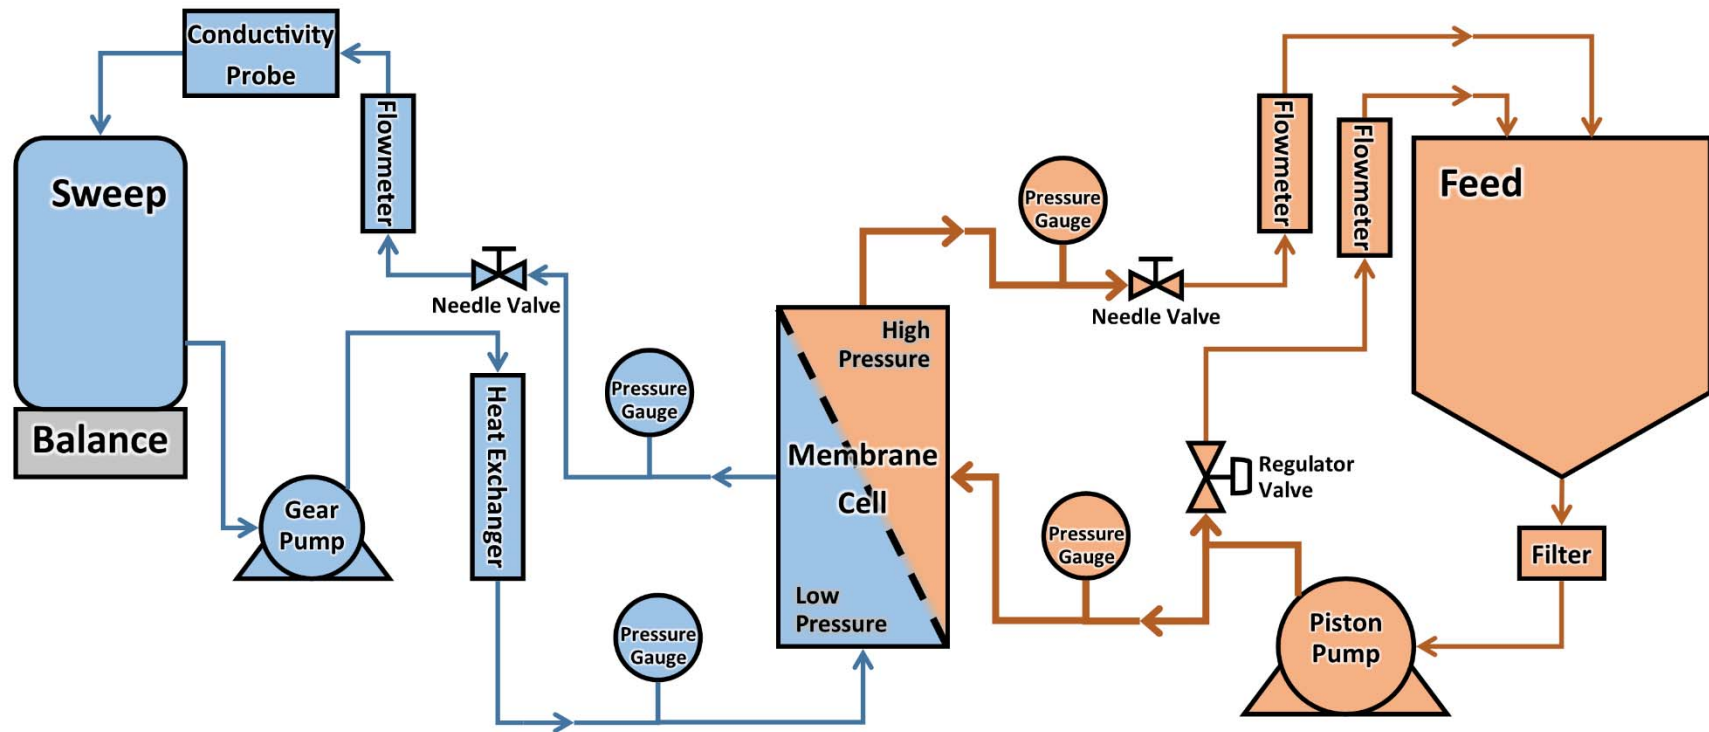 Conductivity
Probe
Flowmeter
Sweep
Balance
Needle Valve
Gear
Pump
Heat Exchanger
Pressure
Gauge
Pressure
Gauge
High
Pressure
Membrane
Cell
Low
Pressure
Pressure
Gauge
Needle Valve
Pressure
Gauge
Flowmeter
Flowmeter
Feed
Regulator
Valve
Filter
Piston
Pump